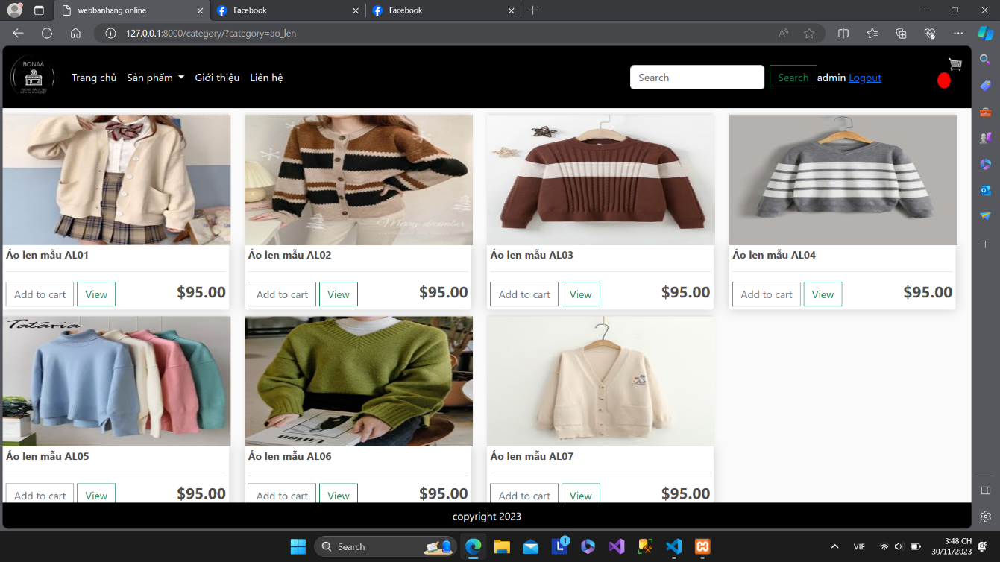 webbanhang online
Facebook
Facebook
127.0.0.1:8000/category/?category=ao_len
BONAA
Trang chủ Sản phẩm Giới thiệu Liên hệ
Search
Search
admin Logout
Áo len mẫu AL01
Add to cart View $95.00
Merry december
Áo len mẫu AL02
Add to cart View $95.00
Áo len mẫu AL03
Add to cart View $95.00
Áo len mẫu AL04
Add to cart View $95.00
Tataria
Áo len mẫu AL05
Add to cart View $95.00
Union
Áo len mẫu AL06
Add to cart View $95.00
Áo len mẫu AL07
Add to cart View $95.00
copyright 2023
Search
1
VIE
3:48 CH
30/11/2023